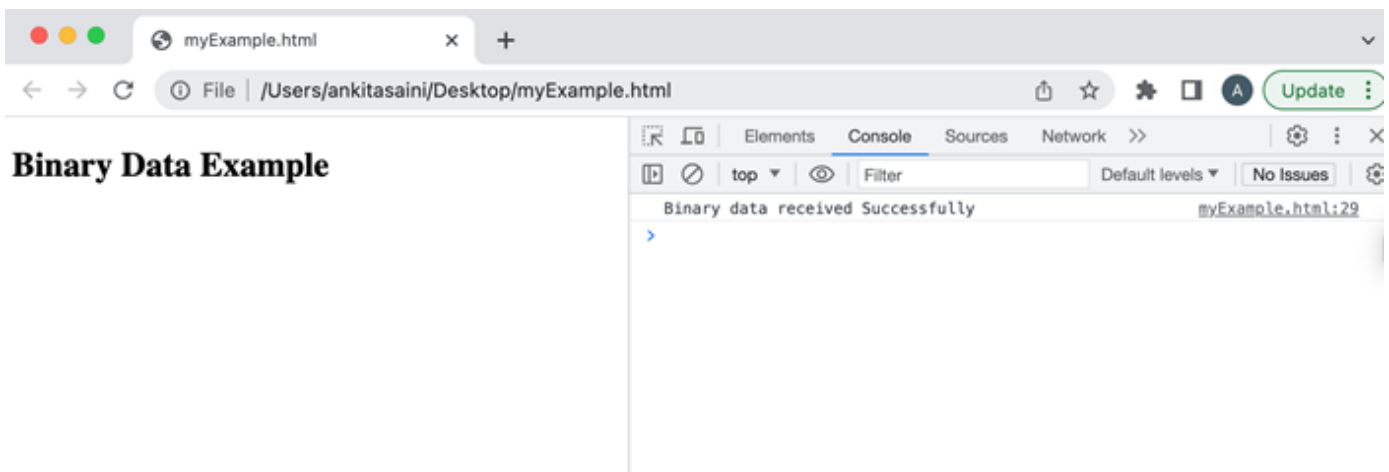 myExample.html
File | /Users/ankitasaini/Desktop/myExample.html A Update
Elements Console Sources Network
Binary Data Example
top Filter Default levels No Issues
Binary data received Successfully myExample.html:29